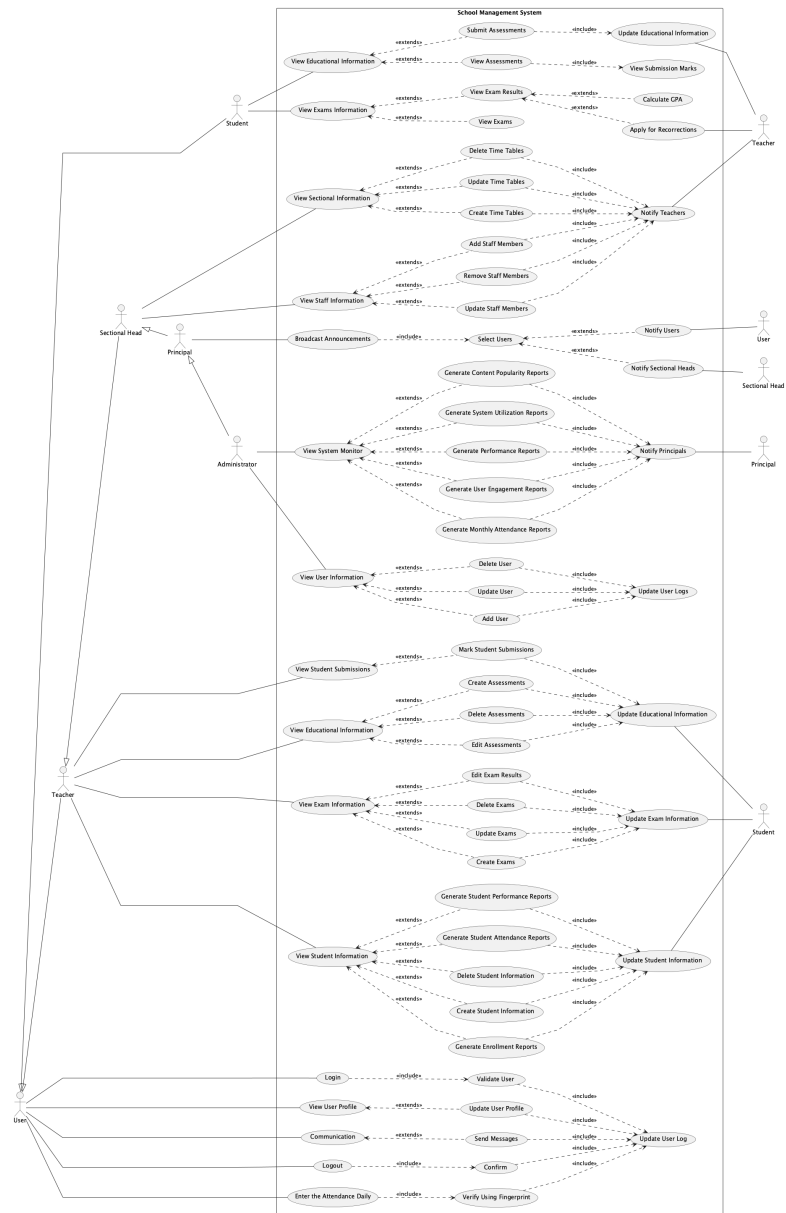 School Management System
Submit Assessments
«extends»
«include»
Update Educational Information
View Educational Information
«extends»
View Assessments
«include»
View Submission Marks
Student
View Exams Information
«extends»
View Exam Results
«extends»
Calculate GPA
«extends»
View Exams
«extends»
Apply for Recorrections
Teacher
Delete Time Tables
«extends»
«include»
View Sectional Information
«extends»
Update Time Tables
«include»
«extends»
Create Time Tables
«include»
Notify Teachers
Add Staff Members
«include»
«extends»
Remove Staff Members
«include»
View Staff Information
«extends»
«include»
«extends»
Update Staff Members
Sectional Head
Principal
Broadcast Announcements
«include»
Select Users
«extends»
Notify Users
User
«extends»
Notify Sectional Heads
Sectional Head
Generate Content Popularity Reports
«extends»
«include»
Generate System Utilization Reports
«extends»
«include»
Administrator
View System Monitor
«extends»
Generate Performance Reports
«include»
Notify Principals
Principal
«extends»
Generate User Engagement Reports
«include»
«extends»
«include»
Generate Monthly Attendance Reports
Delete User
«extends»
«include»
View User Information
«extends»
Update User
«include»
Update User Logs
«extends»
Add User
«include»
Mark Student Submissions
«extends»
«include»
View Student Submissions
Create Assessments
«extends»
«include»
View Educational Information
«extends»
Delete Assessments
«include»
Update Educational Information
«extends»
Edit Assessments
«include»
Teacher
Edit Exam Results
«extends»
«include»
View Exam Information
«extends»
Delete Exams
«include»
Update Exam Information
Student
«extends»
Update Exams
«include»
«extends»
Create Exams
«include»
Generate Student Performance Reports
«extends»
«include»
Generate Student Attendance Reports
«extends»
«include»
View Student Information
«extends»
Delete Student Information
«include»
Update Student Information
«extends»
Create Student Information
«include»
«extends»
Generate Enrollment Reports
«include»
Login
«include»
Validate User
«include»
User
View User Profile
«extends»
Update User Profile
«include»
Communication
«extends»
Send Messages
«include»
Update User Log
Logout
«include»
Confirm
«include»
Enter the Attendance Daily
«include»
Verify Using Fingerprint
«include»